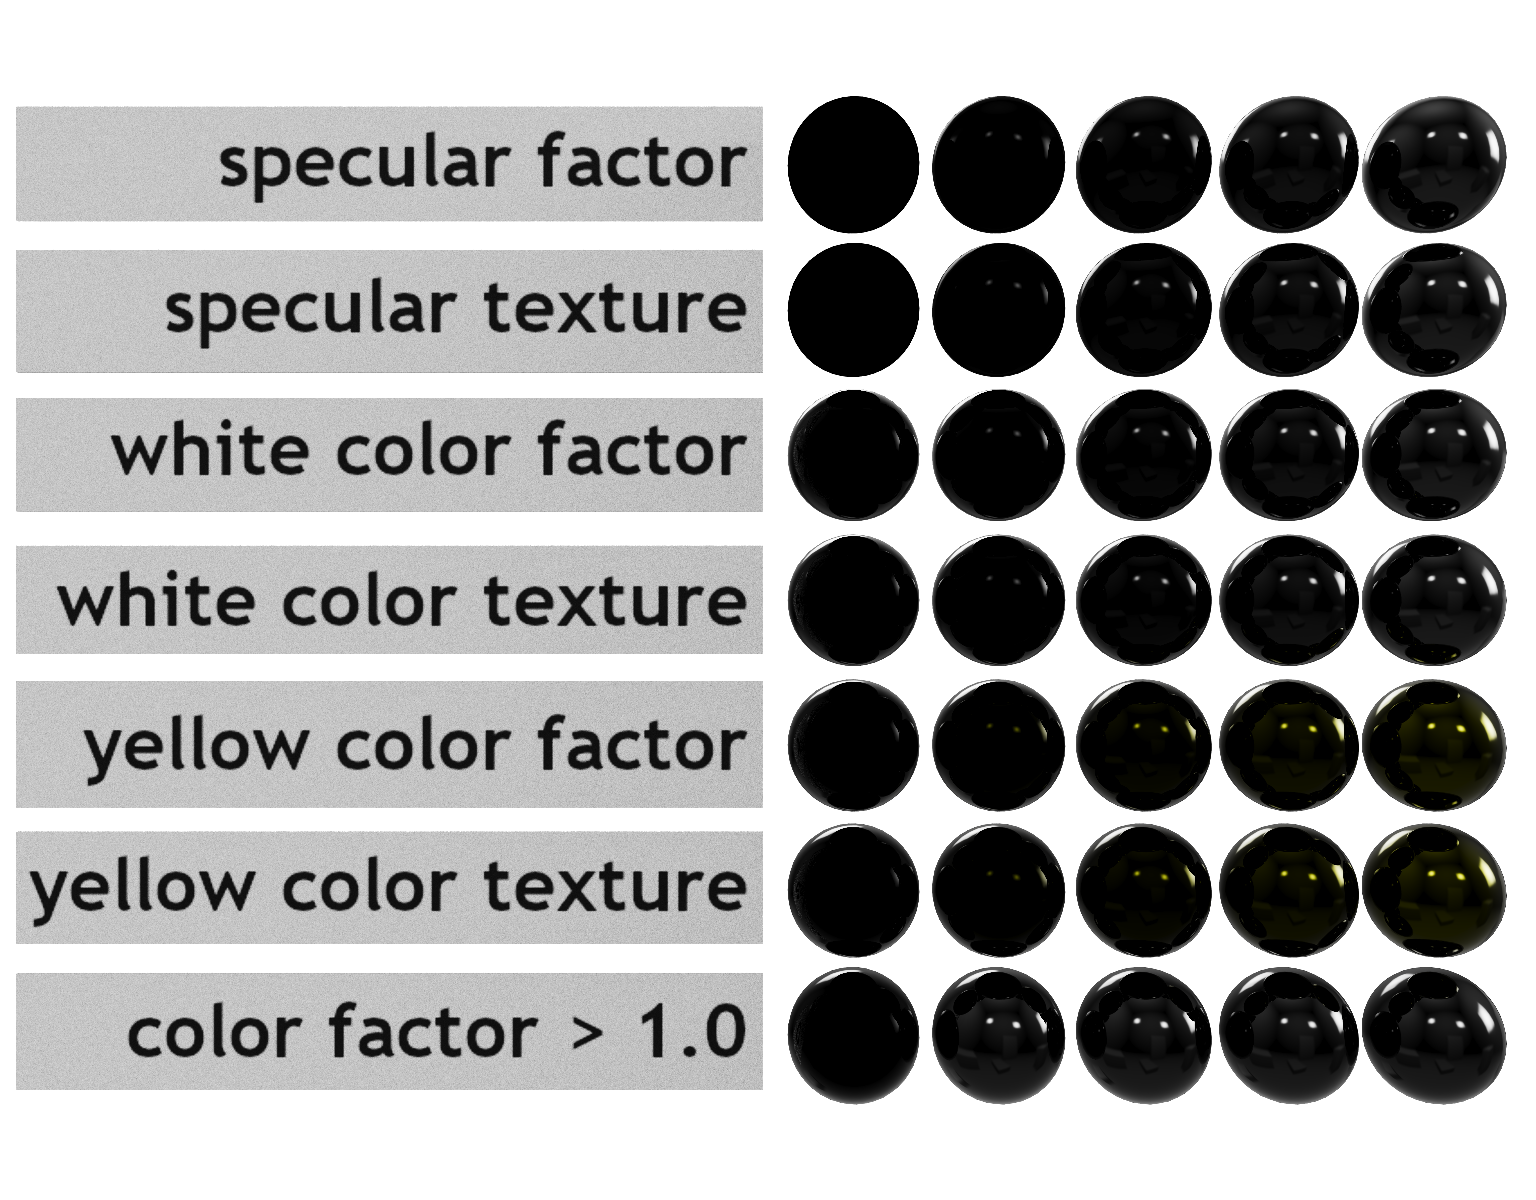 specular factor
specular texture
white color factor
white color texture
yellow color factor
yellow color texture
color factor > 1.0